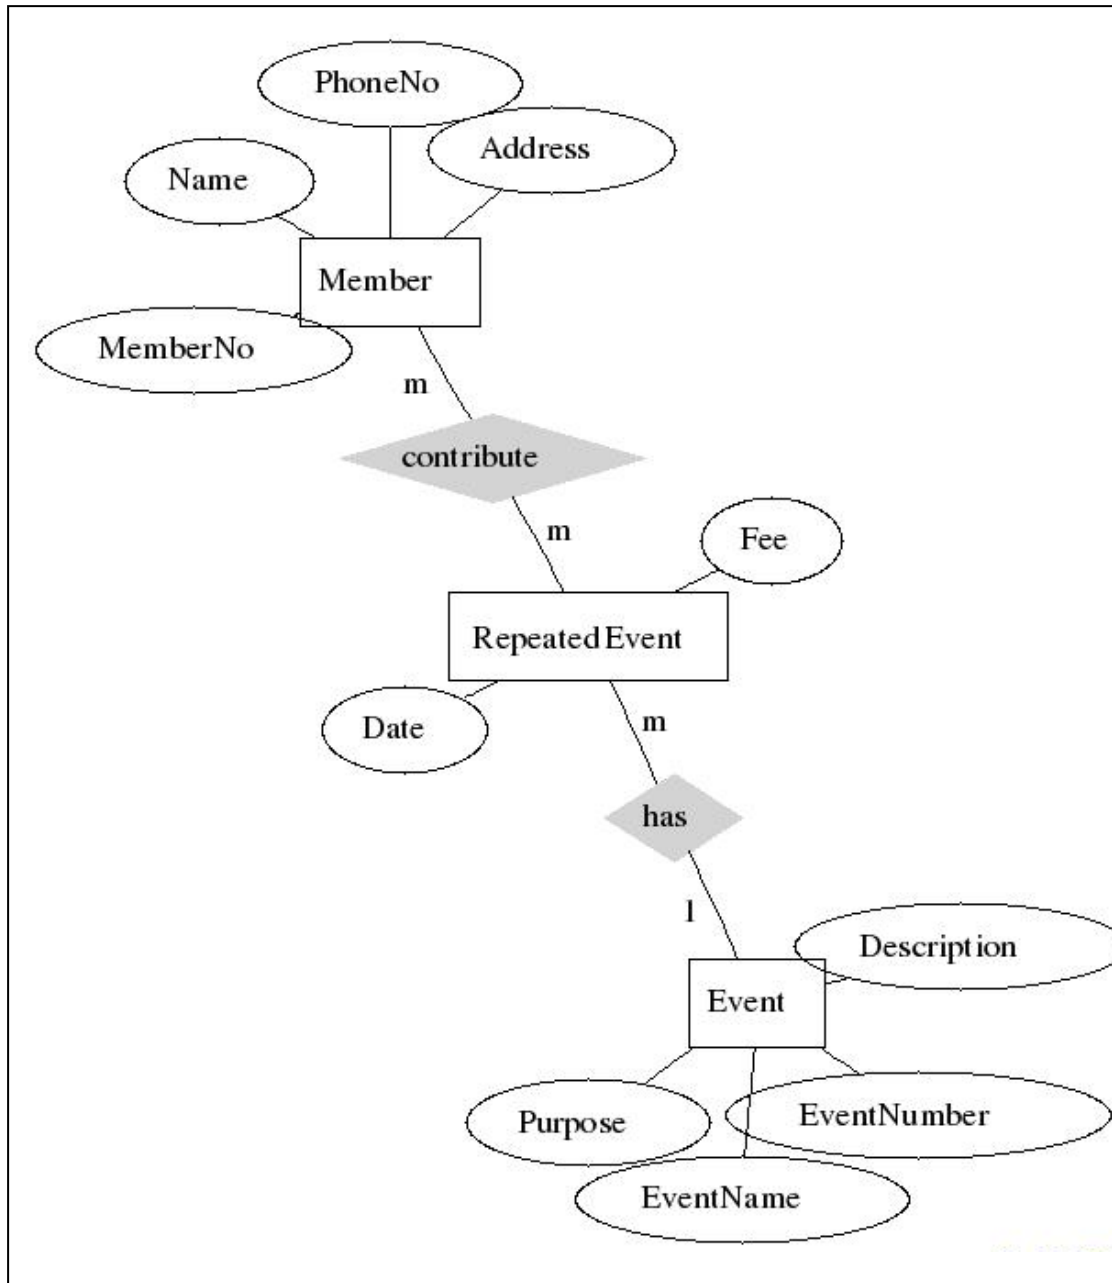 PhoneNo
Address
Name
Member
MemberNo
m
contribute
m
Fee
Repeated Event
Date
m
has
1
Description
Event
Purpose
EventNumber
EventName